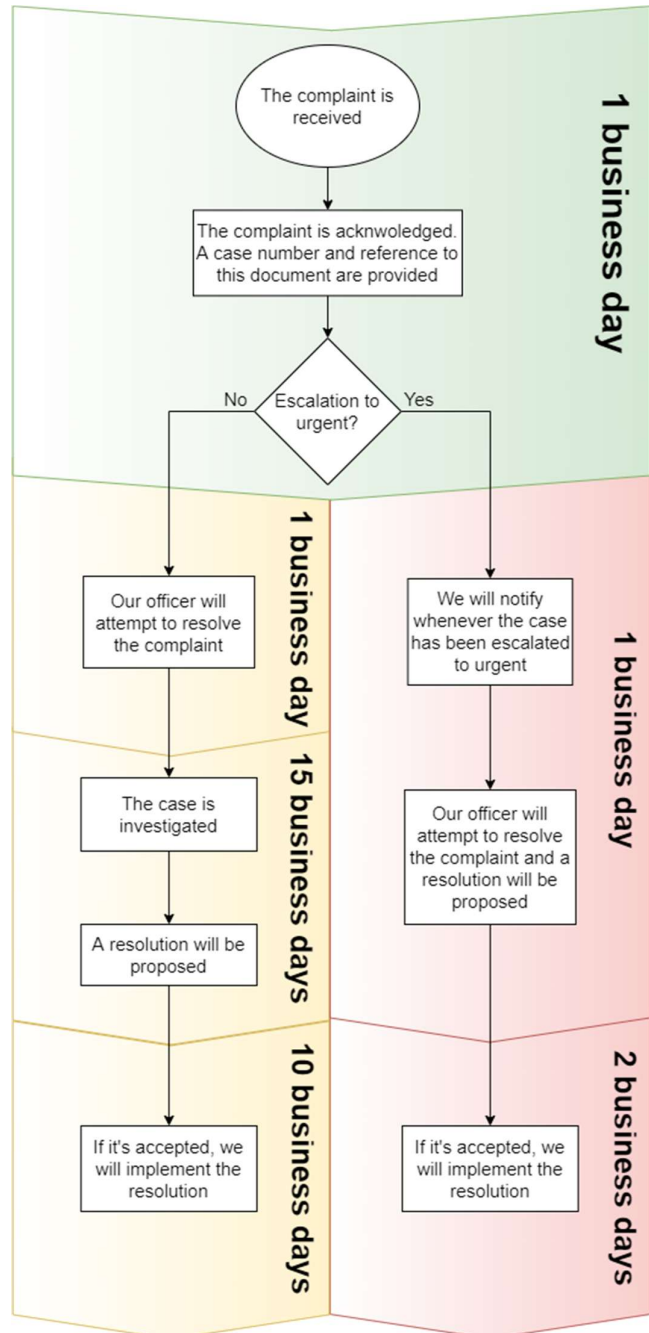 The complaint is
received
1 business day
The complaint is acknwoledged.
A case number and reference to
this document are provided
No
Escalation to
urgent?
Yes
1 business day
Our officer will
attempt to resolve
the complaint
15 business days
The case is
investigated
A resolution will be
proposed
10 business days
If it's accepted, we
will implement the
resolution
1 business day
We will notify
whenever the case
has been escalated
to urgent
Our officer will
attempt to resolve
the complaint and a
resolution will be
proposed
2 business days
If it's accepted, we
will implement the
resolution